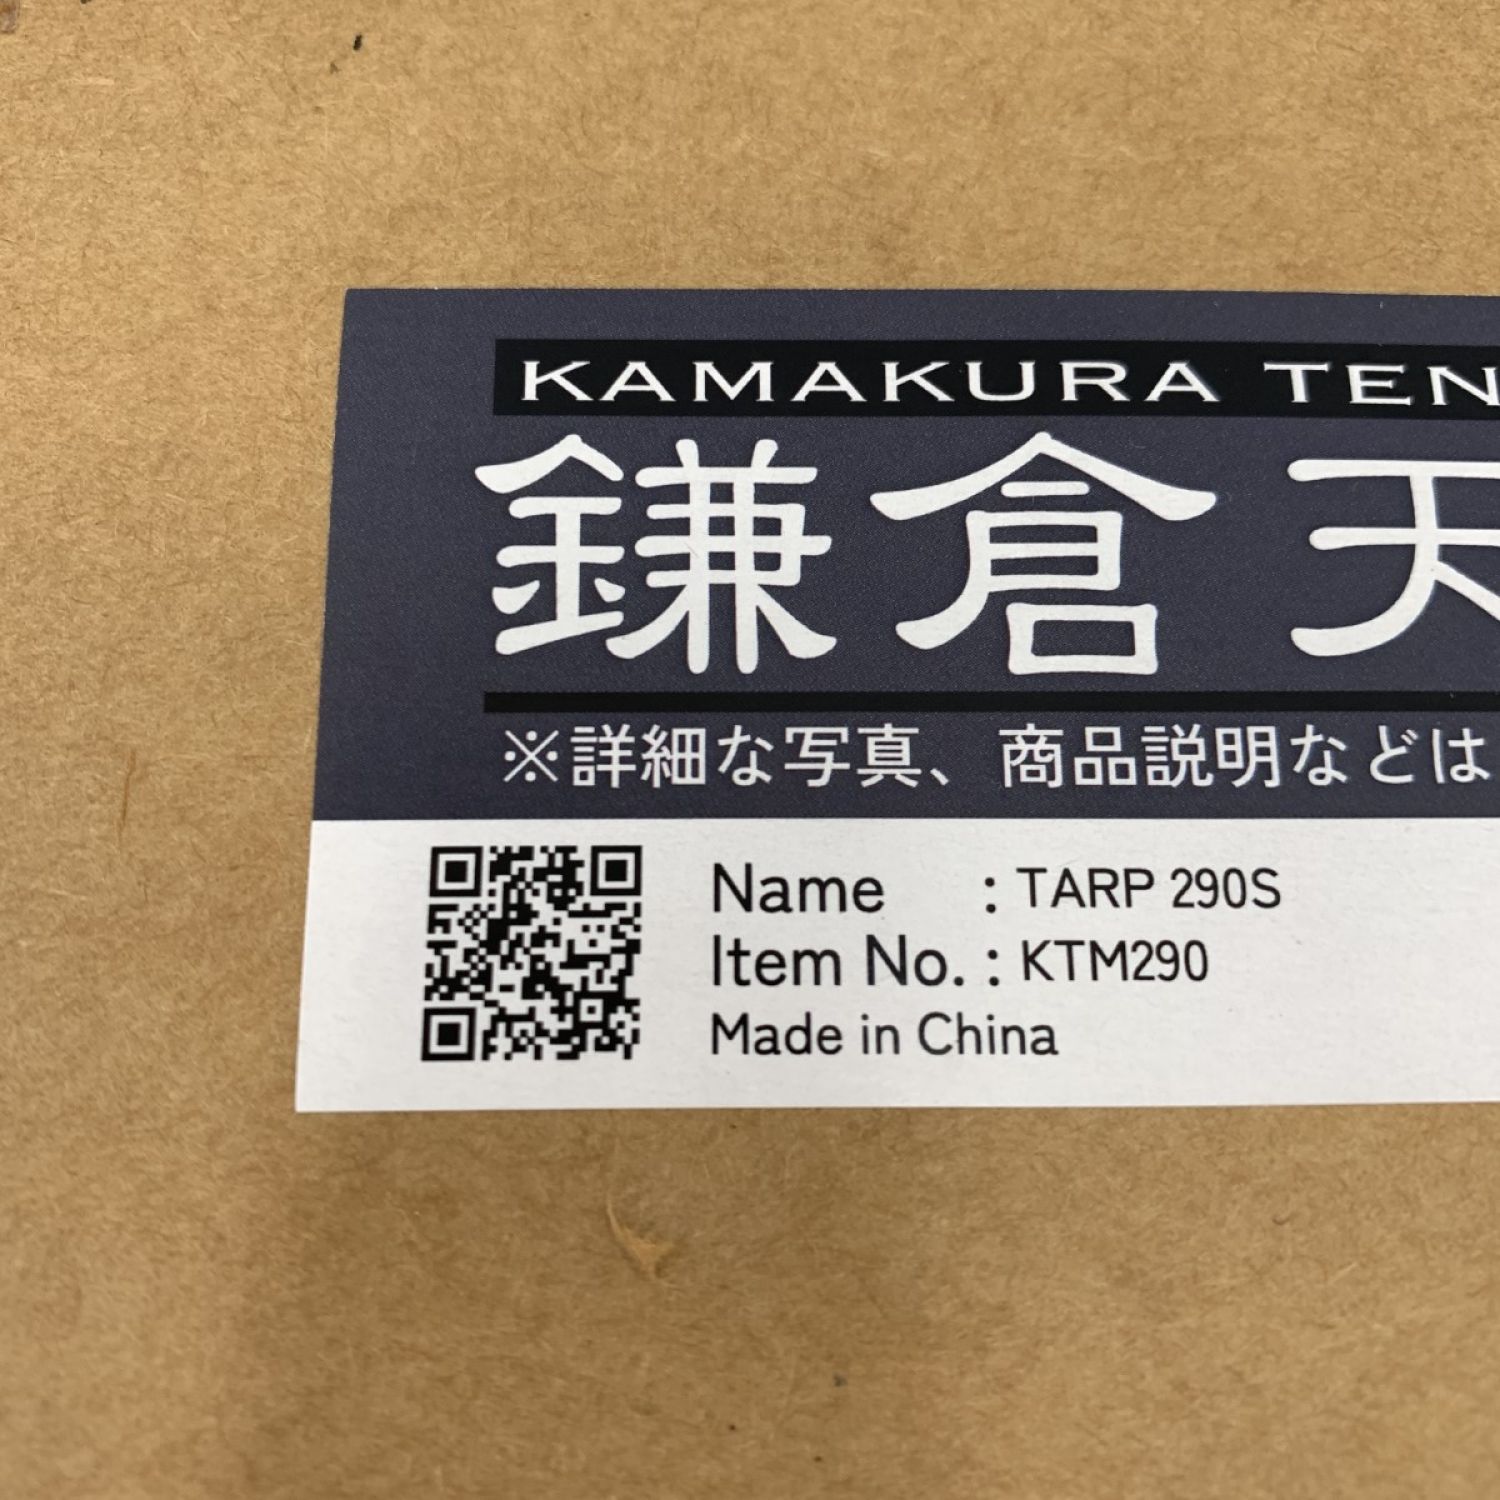 KAMAKURA TEN
鎌倉天
※詳細な写真、商品説明などは
Name : TARP 290S
Item No. : KTM290
Made in China